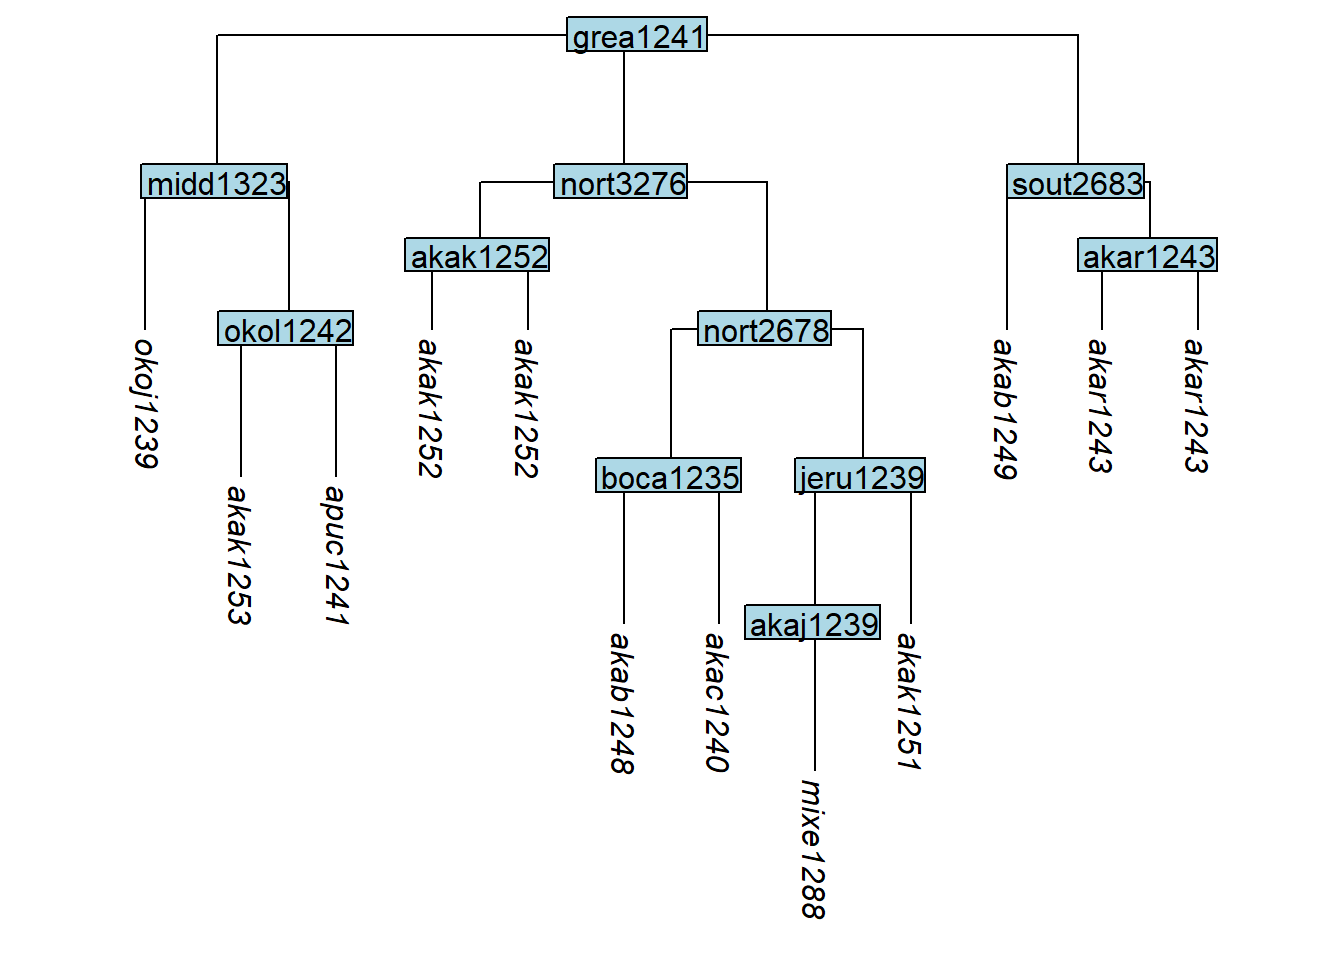 grea1241
midd1323
nort3276
sout2683
akak1252
akar1243
okol1242
nort2678
okoj1239
akak1252
akak1252
akab1249
akar1243
akar1243
boca1235
jeru1239
akak1253
apuc1241
akaj1239
akab1248
akac1240
akak1251
mixe1288